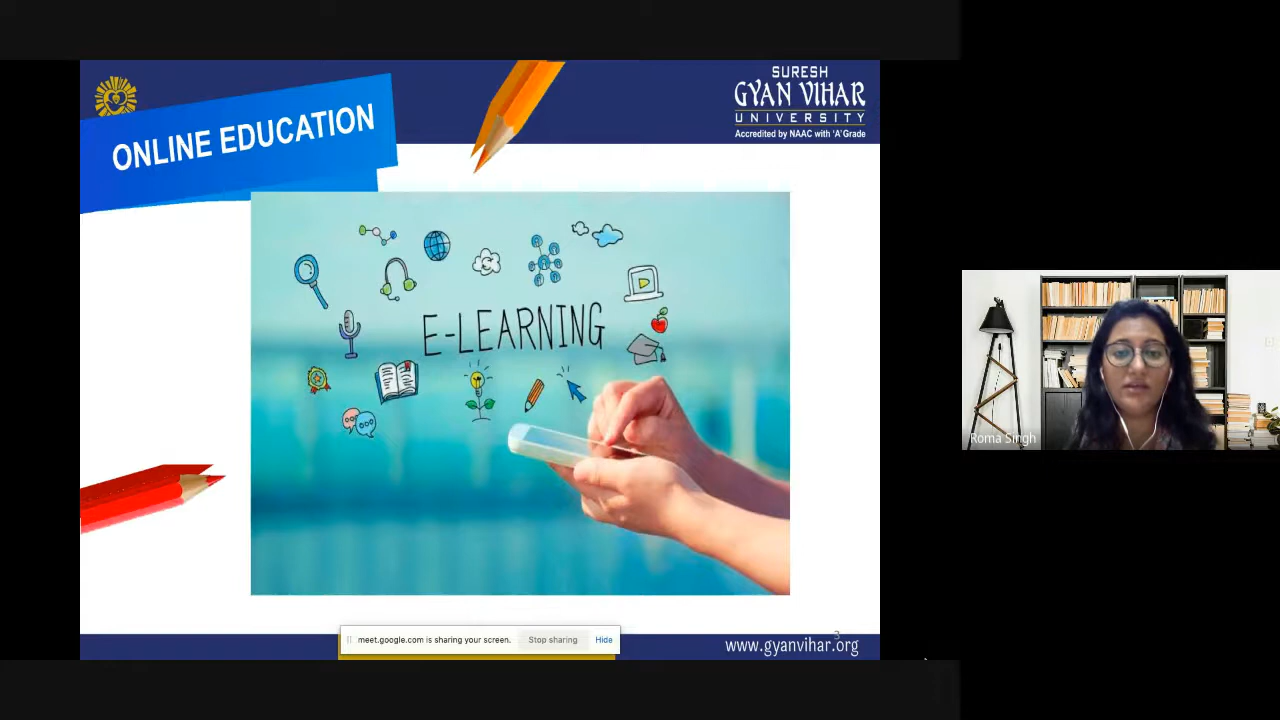 ONLINE EDUCATION
SURESH
GYAN VIHAR
UNIVERSITY
Accredited by NAAC with 'A' Grade
E-LEARNING
Roma Singh
meet.google.com is sharing your screen. Stop sharing Hide
3
www.gyanvihar.org